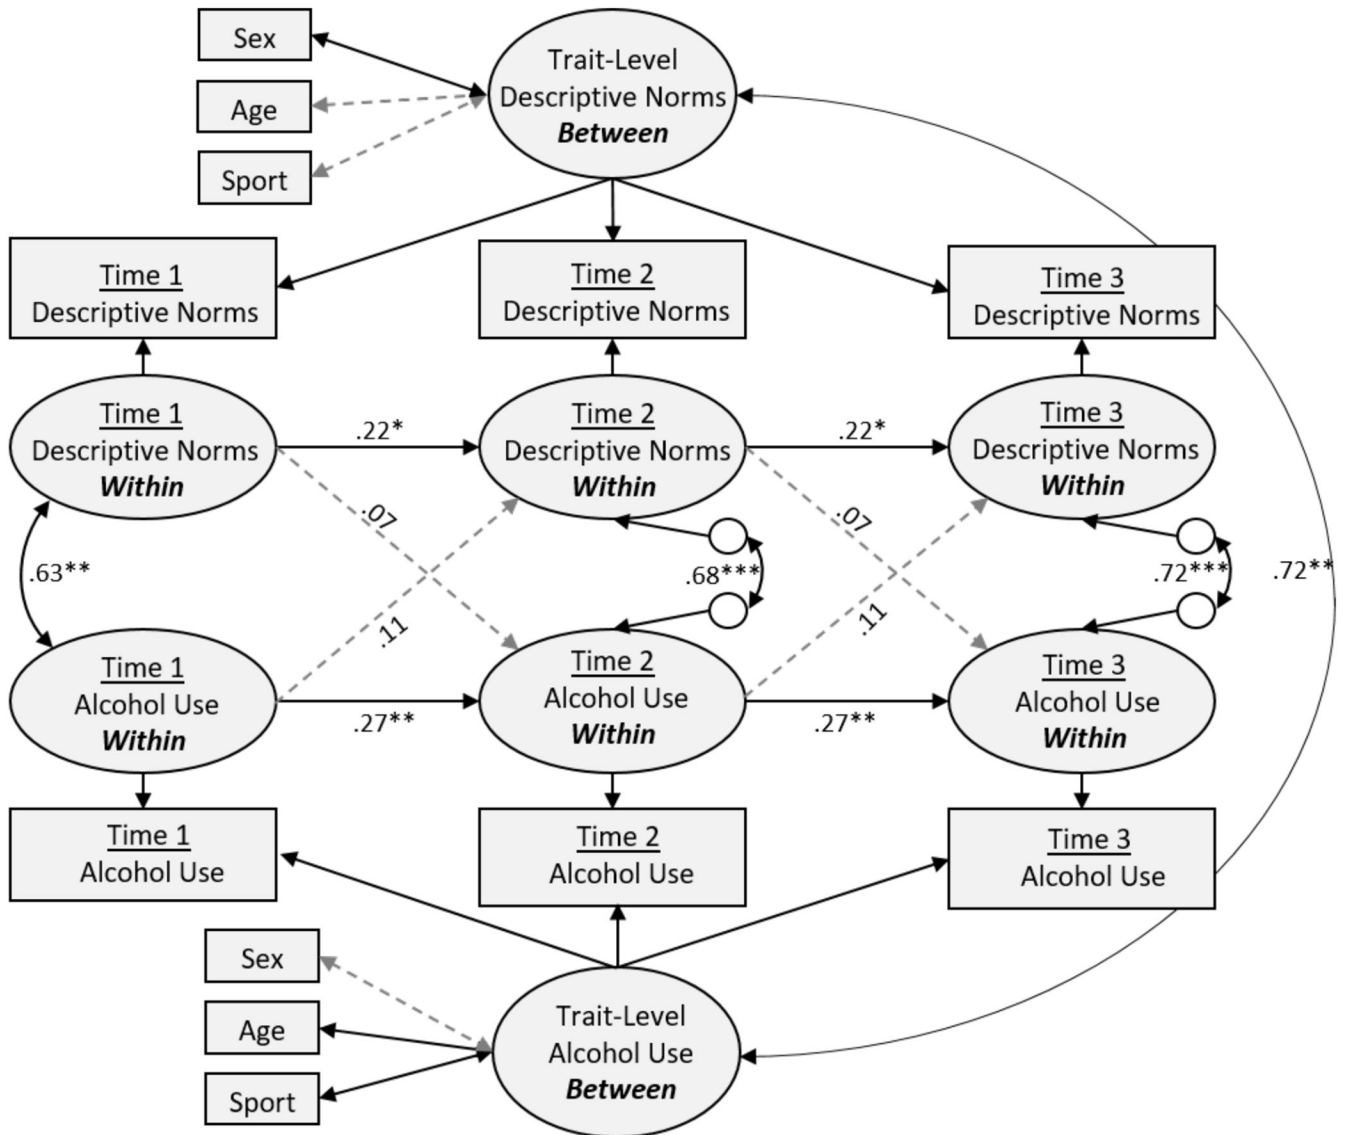 Sex
Age
Sport
Trait-Level
Descriptive Norms
Between
Time 1
Descriptive Norms
Time 2
Descriptive Norms
Time 3
Descriptive Norms
Time 1
Descriptive Norms
Within
.22*
Time 2
Descriptive Norms
Within
.22*
Time 3
Descriptive Norms
Within
.07
.11
.07
.11
.63**
.68***
.72***
.72**
Time 1
Alcohol Use
Within
.27**
Time 2
Alcohol Use
Within
.27**
Time 3
Alcohol Use
Within
Time 1
Alcohol Use
Time 2
Alcohol Use
Time 3
Alcohol Use
Sex
Age
Sport
Trait-Level
Alcohol Use
Between